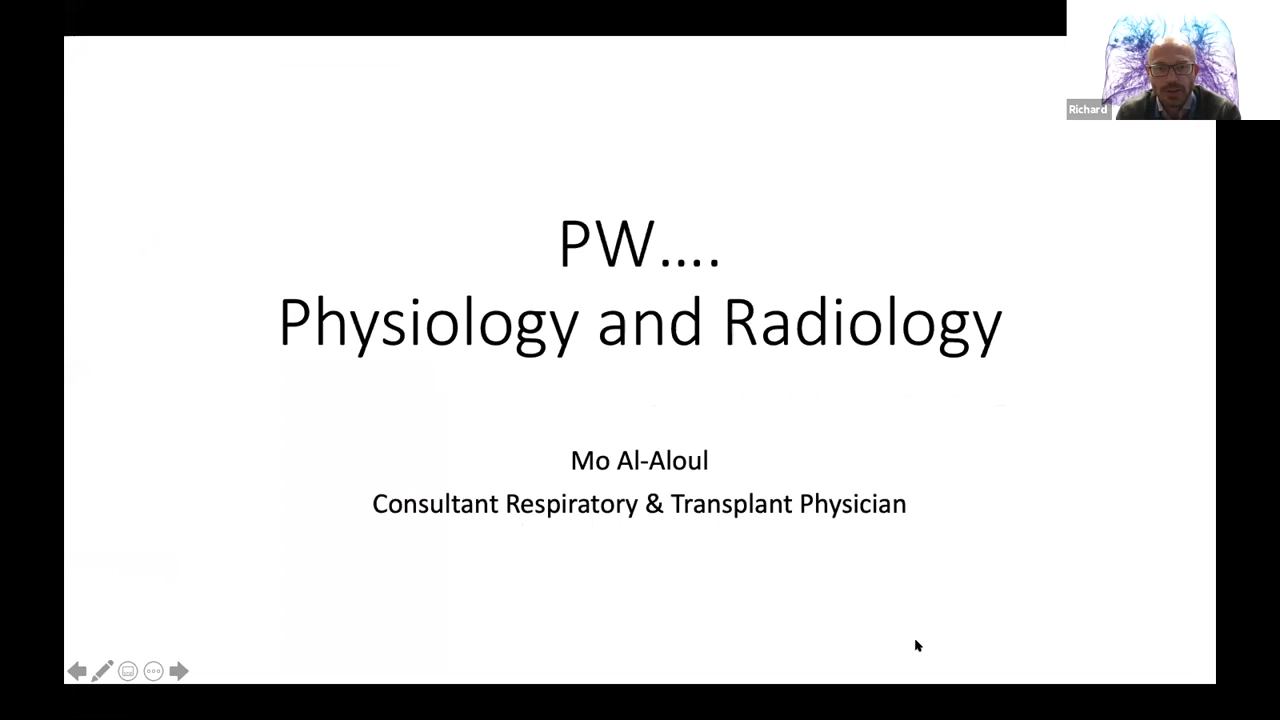 Richard
PW....
Physiology and Radiology
Mo Al-Aloul
Consultant Respiratory & Transplant Physician